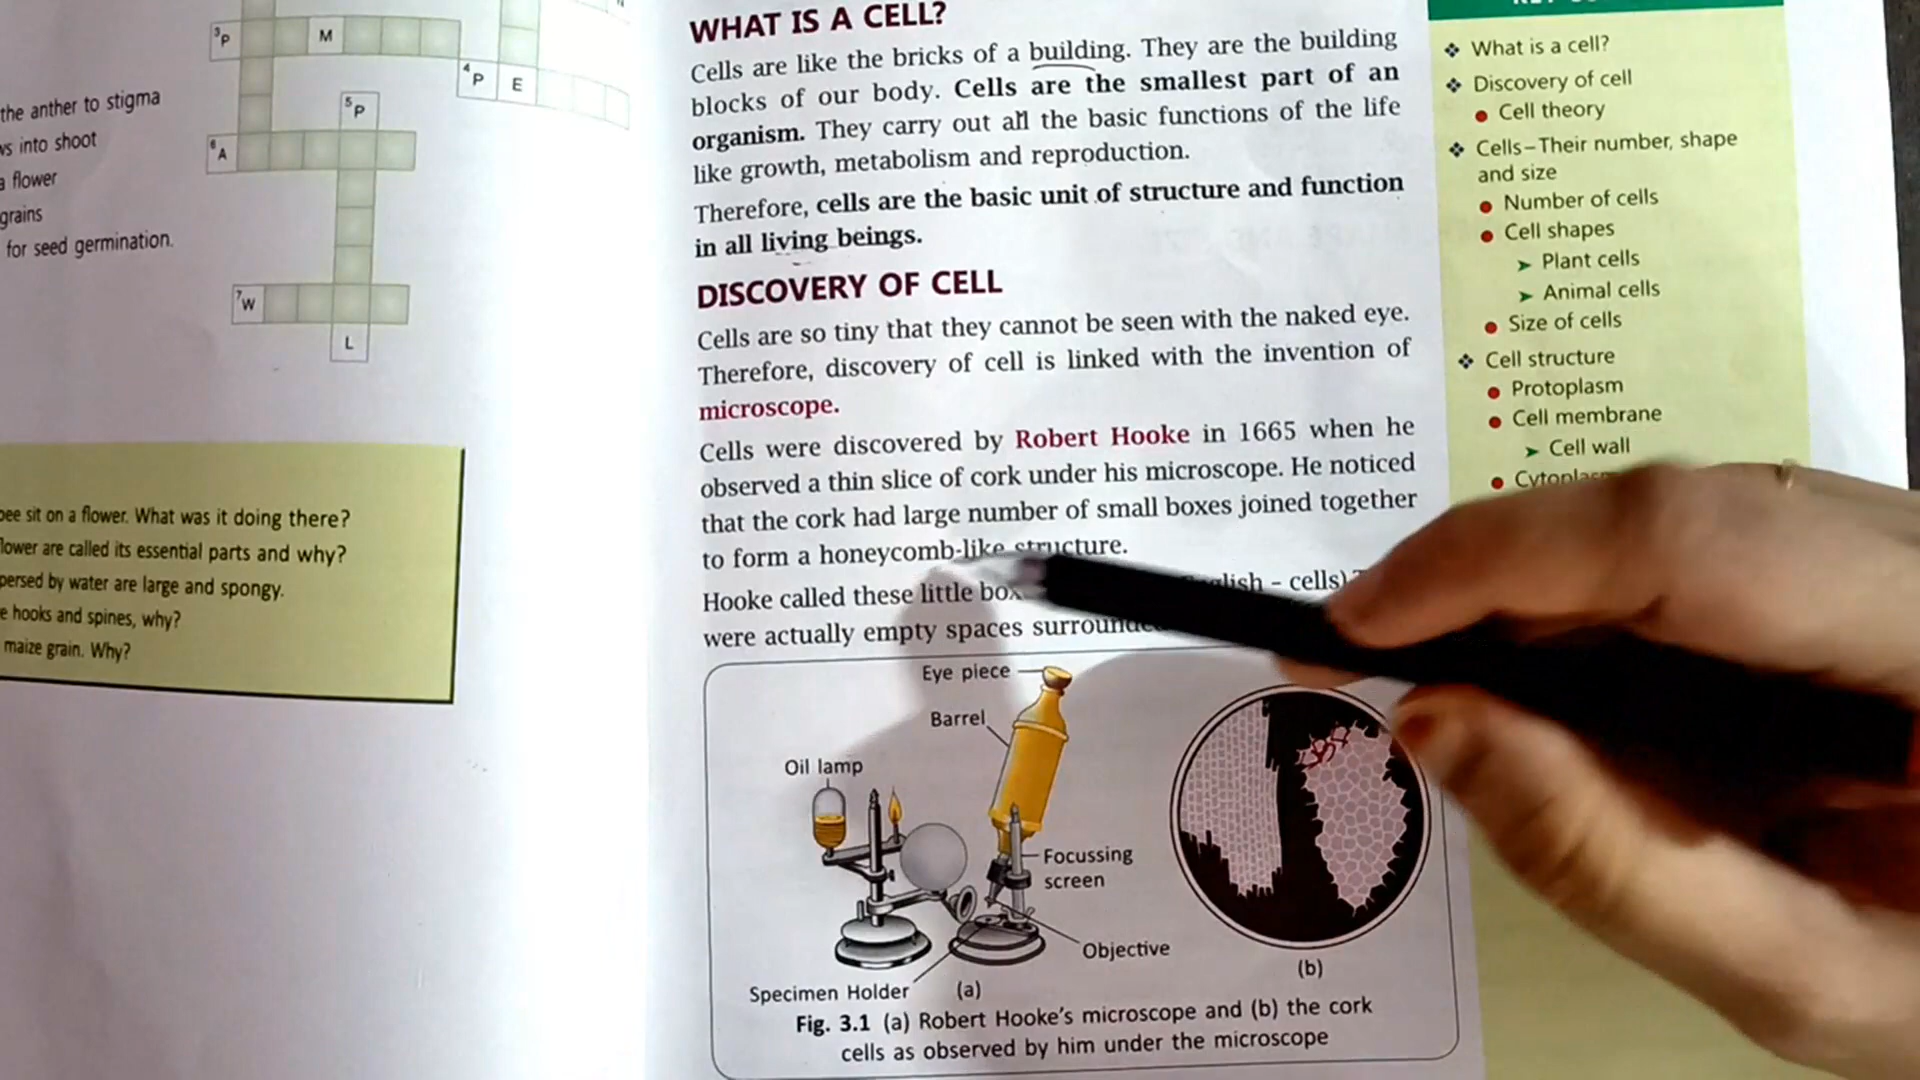 3
P
M
4
P
E
5
P
6
A
7
W
L
the anther to stigma
into shoot
a flower
grains
for seed germination.
bee sit on a flower. What was it doing there?
flower are called its essential parts and why?
by water are large and spongy.
hooks and spines, why?
maize grain. Why?
WHAT IS A CELL?
Cells are like the bricks of a building. They are the building
blocks of our body. Cells are the smallest part of an
organism. They carry out all the basic functions of the life
like growth, metabolism and reproduction.
Therefore, cells are the basic unit of structure and function
in all living beings.
DISCOVERY OF CELL
Cells are so tiny that they cannot be seen with the naked eye.
Therefore, discovery of cell is linked with the invention of
microscope.
Cells were discovered by Robert Hooke in 1665 when he
observed a thin slice of cork under his microscope. He noticed
that the cork had large number of small boxes joined together
to form a honeycomb-like structure.
Hooke called these little – cells)
were actually empty spaces
Eye piece
Barrel
Oil lamp
Focussing
screen
Objective
Specimen Holder
(a)
(b)
Fig. 3.1 (a) Robert Hooke's microscope and (b) the cork
cells as observed by him under the microscope
❖ What is a cell?
❖ Discovery of cell
● Cell theory
❖ Cells–Their number, shape
and size
● Number of cells
● Cell shapes
➤ Plant cells
➤ Animal cells
● Size of cells
❖ Cell structure
● Protoplasm
● Cell membrane
➤ Cell wall